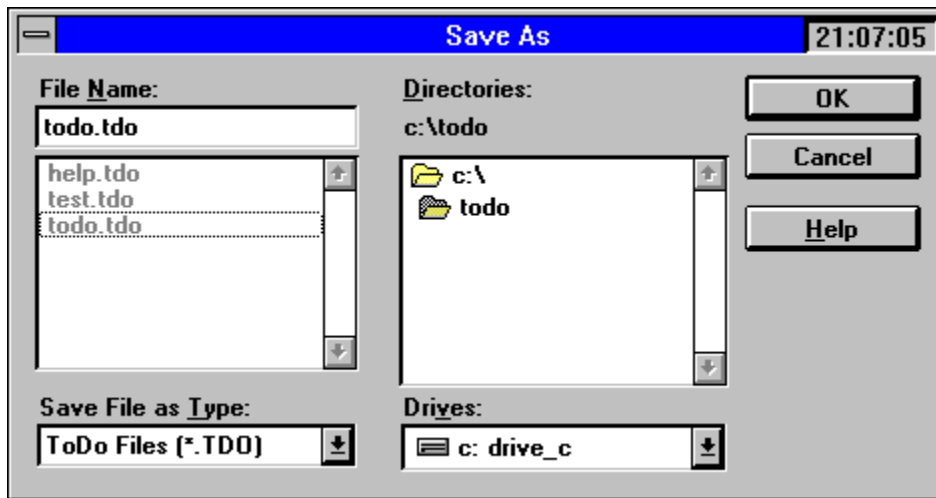 Save As
21:07:05
File Name:
todo.tdo
help.tdo
test.tdo
todo.tdo
Save File as Type:
ToDo Files (*.TDO)
Directories:
c:\todo
c:\
todo
Drives:
c: drive_c
OK
Cancel
Help